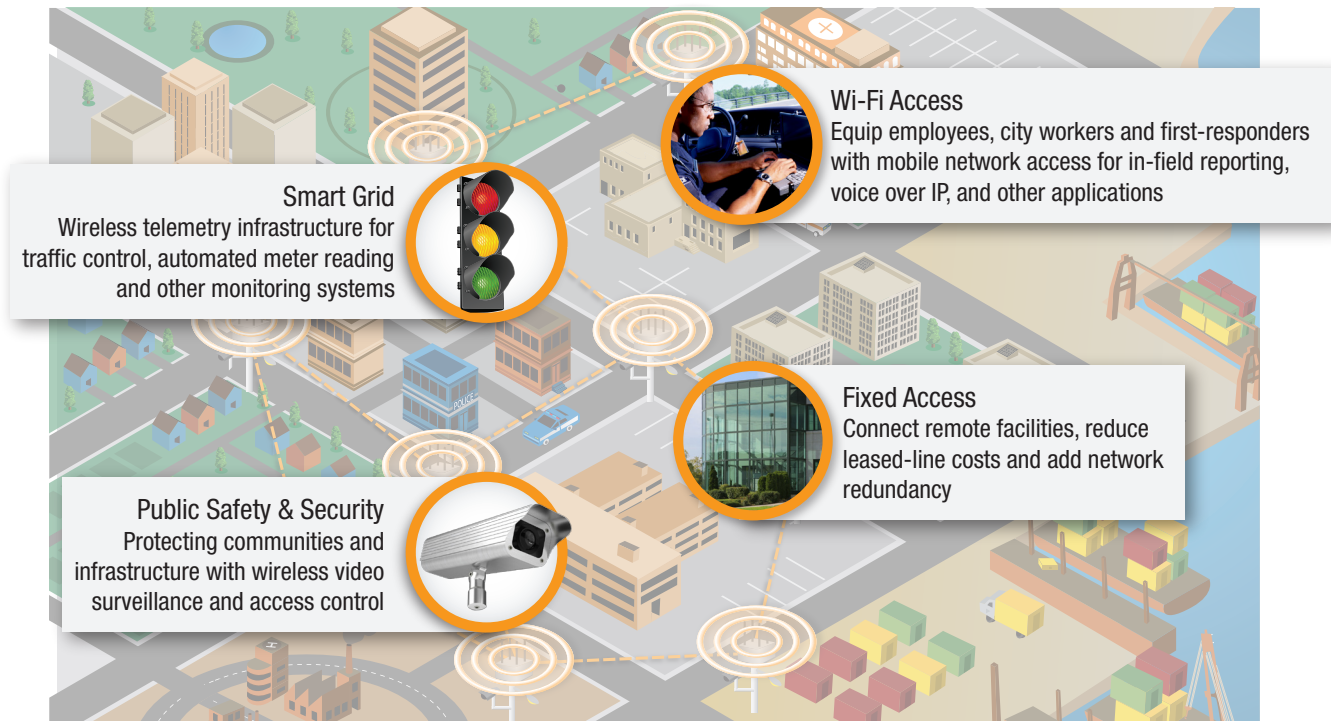 Wi-Fi Access
Equip employees, city workers and first-responders
with mobile network access for in-field reporting,
voice over IP, and other applications
Smart Grid
Wireless telemetry infrastructure for
traffic control, automated meter reading
and other monitoring systems
Fixed Access
Connect remote facilities, reduce
leased-line costs and add network
redundancy
POLICE
Public Safety & Security
Protecting communities and
infrastructure with wireless video
surveillance and access control
H